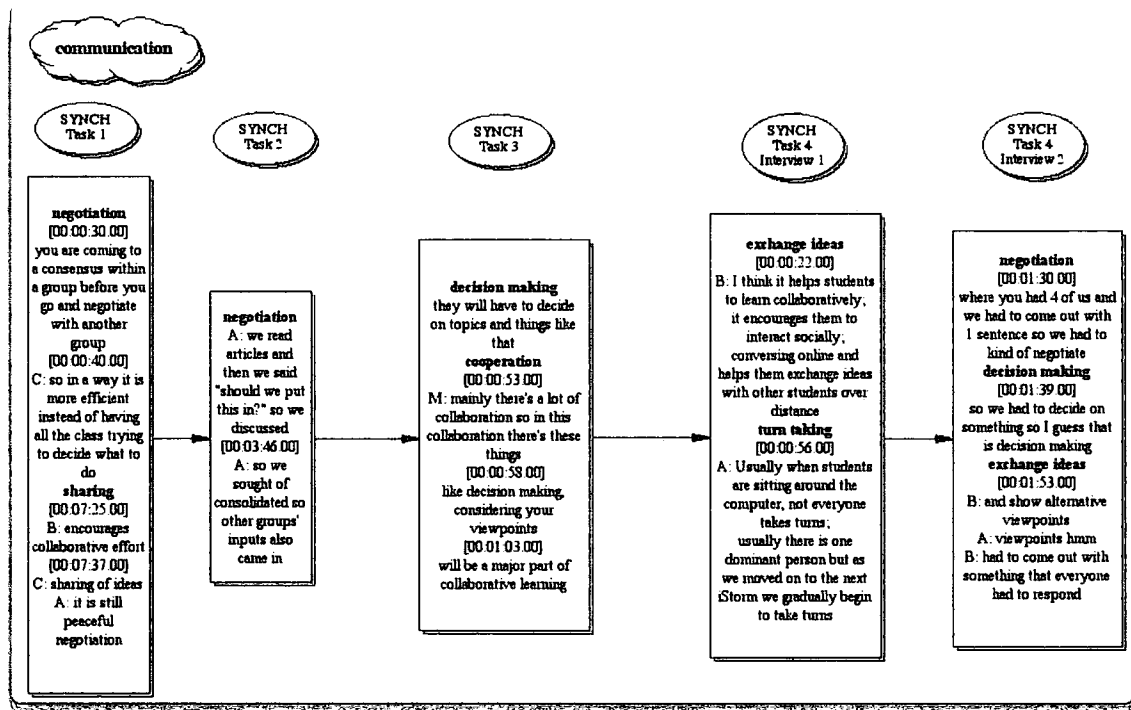 communication
SYNCH
Task 1
SYNCH
Task 2
SYNCH
Task 3
SYNCH
Task 4
Interview 1
SYNCH
Task 4
Interview 2
negotiation
[00:00:30.00]
you are coming to
a consensus within
a group before you
go and negotiate
with another
group
[00:00:40.00]
C: so in a way it is
more efficient
instead of having
all the class trying
to decide what to
do
sharing
[00:07:25.00]
B: encourages
collaborative effort
[00:07:37.00]
C: sharing of ideas
A: it is still
peaceful
negotiation
negotiation
A: we read
articles and
then we said
"should we put
this in?" so we
discussed
[00:03:46.00]
A: so we
sought of
consolidated so
other groups'
inputs also
came in
decision making
they will have to decide
on topics and things like
that
cooperation
[00:00:53.00]
M: mainly there's a lot of
collaboration so in this
collaboration there's these
things
[00:00:58.00]
like decision making,
considering your
viewpoints
[00:01:03.00]
will be a major part of
collaborative learning
exchange ideas
[00:00:22.00]
B: I think it helps students
to learn collaboratively;
it encourages them to
interact socially;
conversing online and
helps them exchange ideas
with other students over
distance
turn taking
[00:00:56.00]
A: Usually when students
are sitting around the
computer, not everyone
takes turns;
usually there is one
dominant person but as
we moved on to the next
iStorm we gradually begin
to take turns
negotiation
[00:01:30.00]
where you had 4 of us and
we had to come out with
1 sentence so we had to
kind of negotiate
decision making
[00:01:39.00]
so we had to decide on
something so I guess that
is decision making
exchange ideas
[00:01:53.00]
B: and show alternative
viewpoints
A: viewpoints hmm
B: had to come out with
something that everyone
had to respond